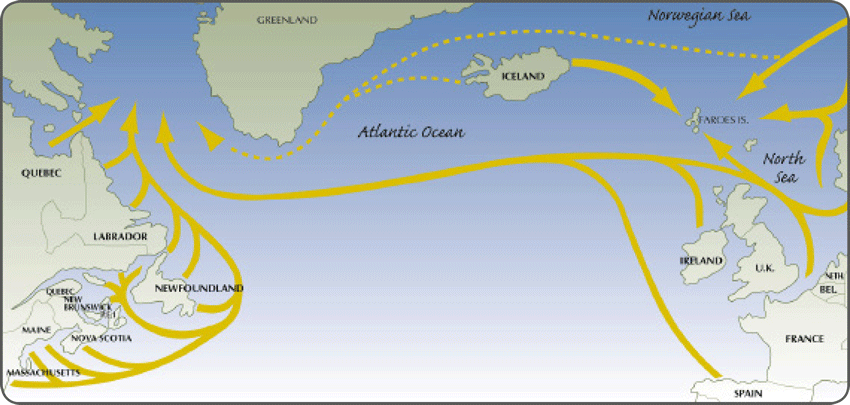 GREENLAND
Norwegian Sea
ICELAND
FAROES IS.
Atlantic Ocean
North
Sea
QUEBEC
LABRADOR
IRELAND
U.K.
NETH.
BEL.
NEWFOUNDLAND
QUEBEC
NEW
BRUNSWICK
P.E.I
MAINE
NOVA SCOTIA
FRANCE
MASSACHUSETTS
SPAIN